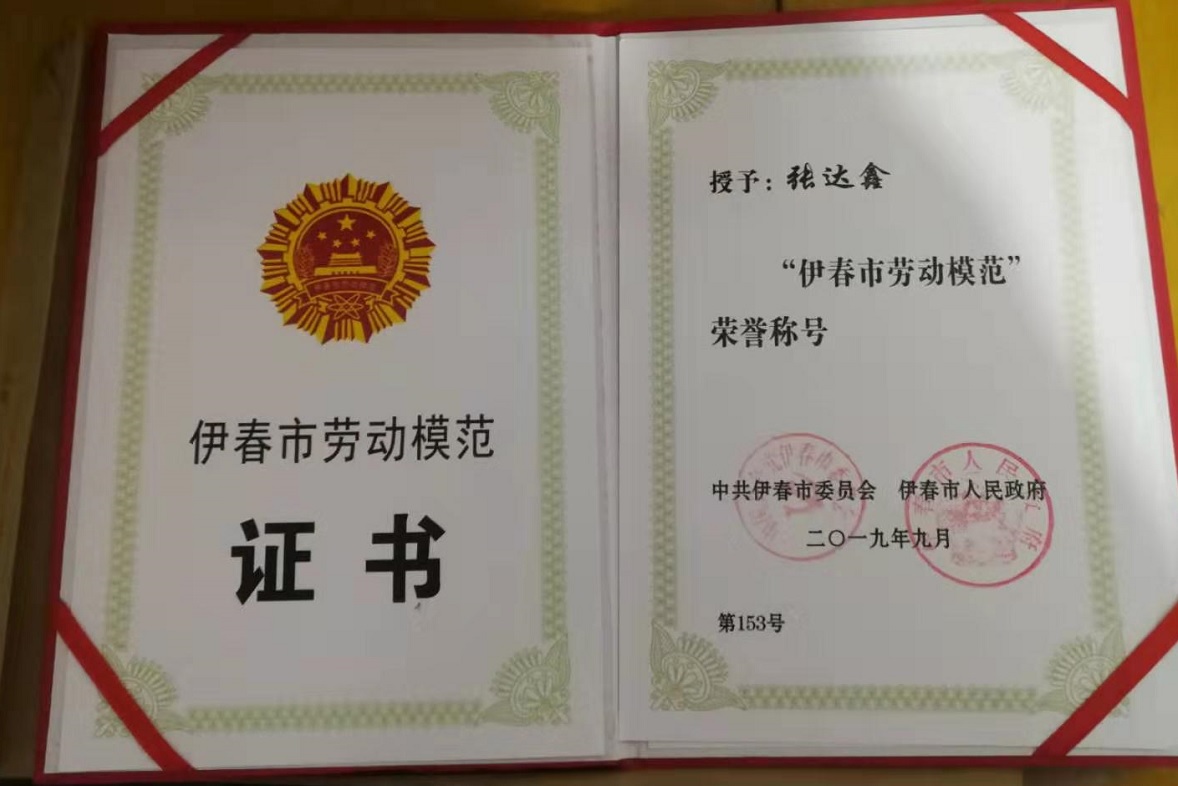 伊春市劳动模范
证书
授予：张达鑫
“伊春市劳动模范”
荣誉称号
中共伊春市委员会 伊春市人民政府
二〇一九年九月
第153号